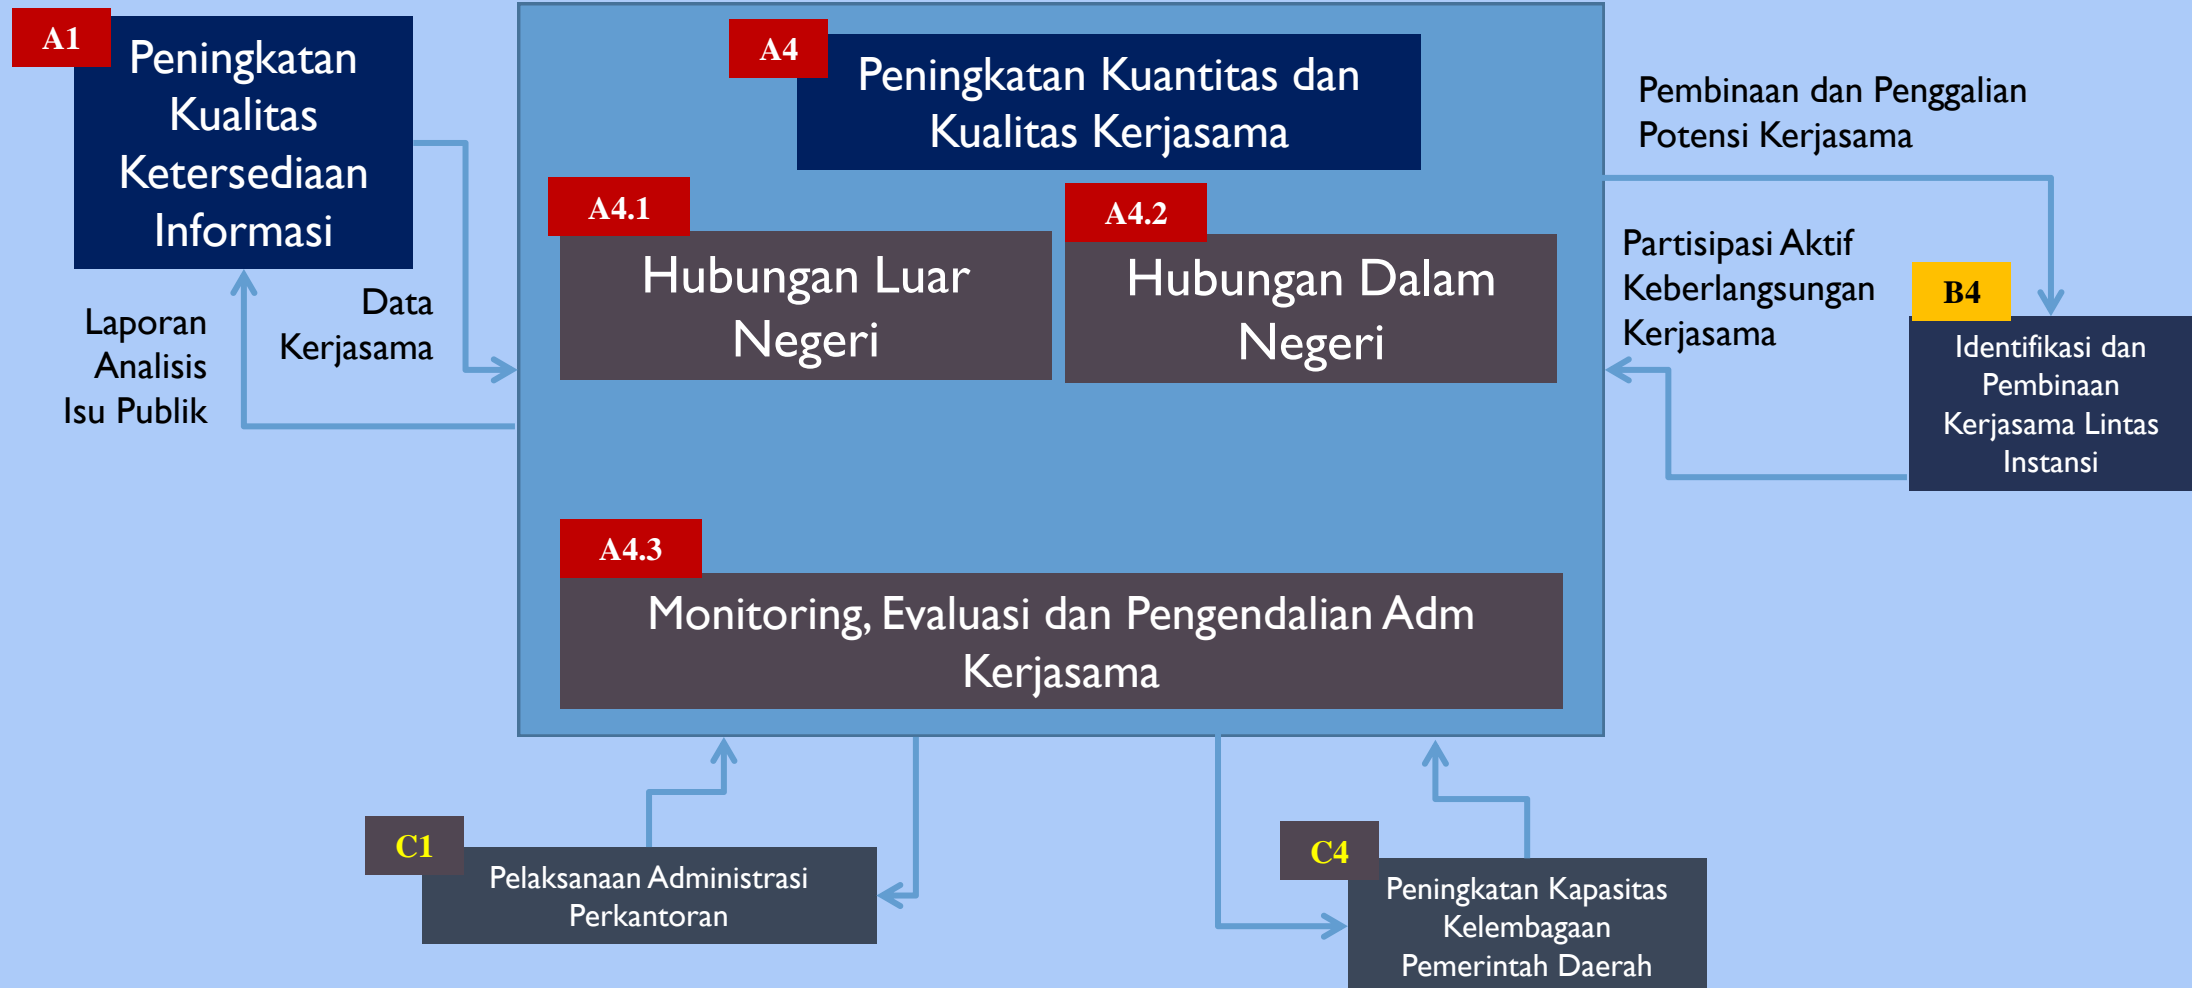 A1
Peningkatan
Kualitas
Ketersediaan
Informasi
Laporan
Analisis
Isu Publik
Data
Kerjasama
A4
Peningkatan Kuantitas dan
Kualitas Kerjasama
A4.1
Hubungan Luar
Negeri
A4.2
Hubungan Dalam
Negeri
A4.3
Monitoring, Evaluasi dan Pengendalian Adm
Kerjasama
Pembinaan dan Penggalian
Potensi Kerjasama
Partisipasi Aktif
Keberlangsungan
Kerjasama
B4
Identifikasi dan
Pembinaan
Kerjasama Lintas
Instansi
C1
Pelaksanaan Administrasi
Perkantoran
C4
Peningkatan Kapasitas
Kelembagaan
Pemerintah Daerah